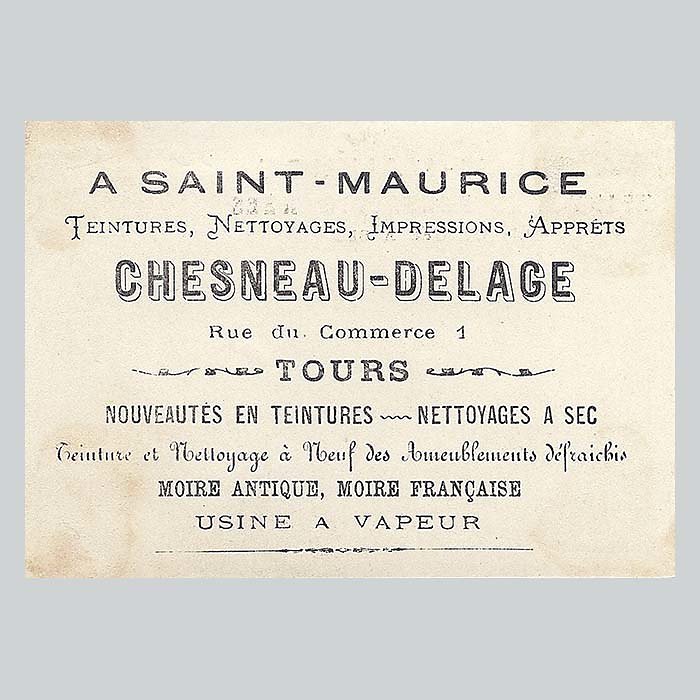 A SAINT-MAURICE
TEINTURES, NETTOYAGES, IMPRESSIONS, APPRÊTS
CHESNEAU-DELAGE
Rue du Commerce 1
TOURS
NOUVEAUTÉS EN TEINTURES NETTOYAGES A SEC
Teinture et Nettoyage à Neuf des Ameublements défraichis
MOIRE ANTIQUE, MOIRE FRANÇAISE
USINE A VAPEUR